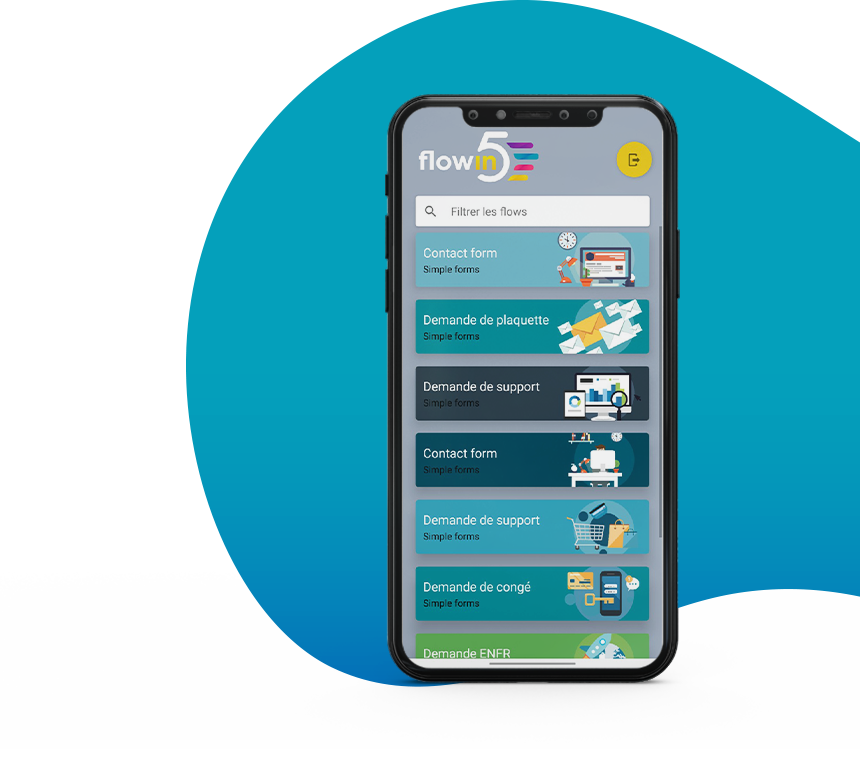 flowin5
Filtrer les flows
Contact form
Simple forms
Demande de plaquette
Simple forms
Demande de support
Simple forms
Contact form
Simple forms
Demande de support
Simple forms
Demande de congé
Simple forms
Demande ENFR